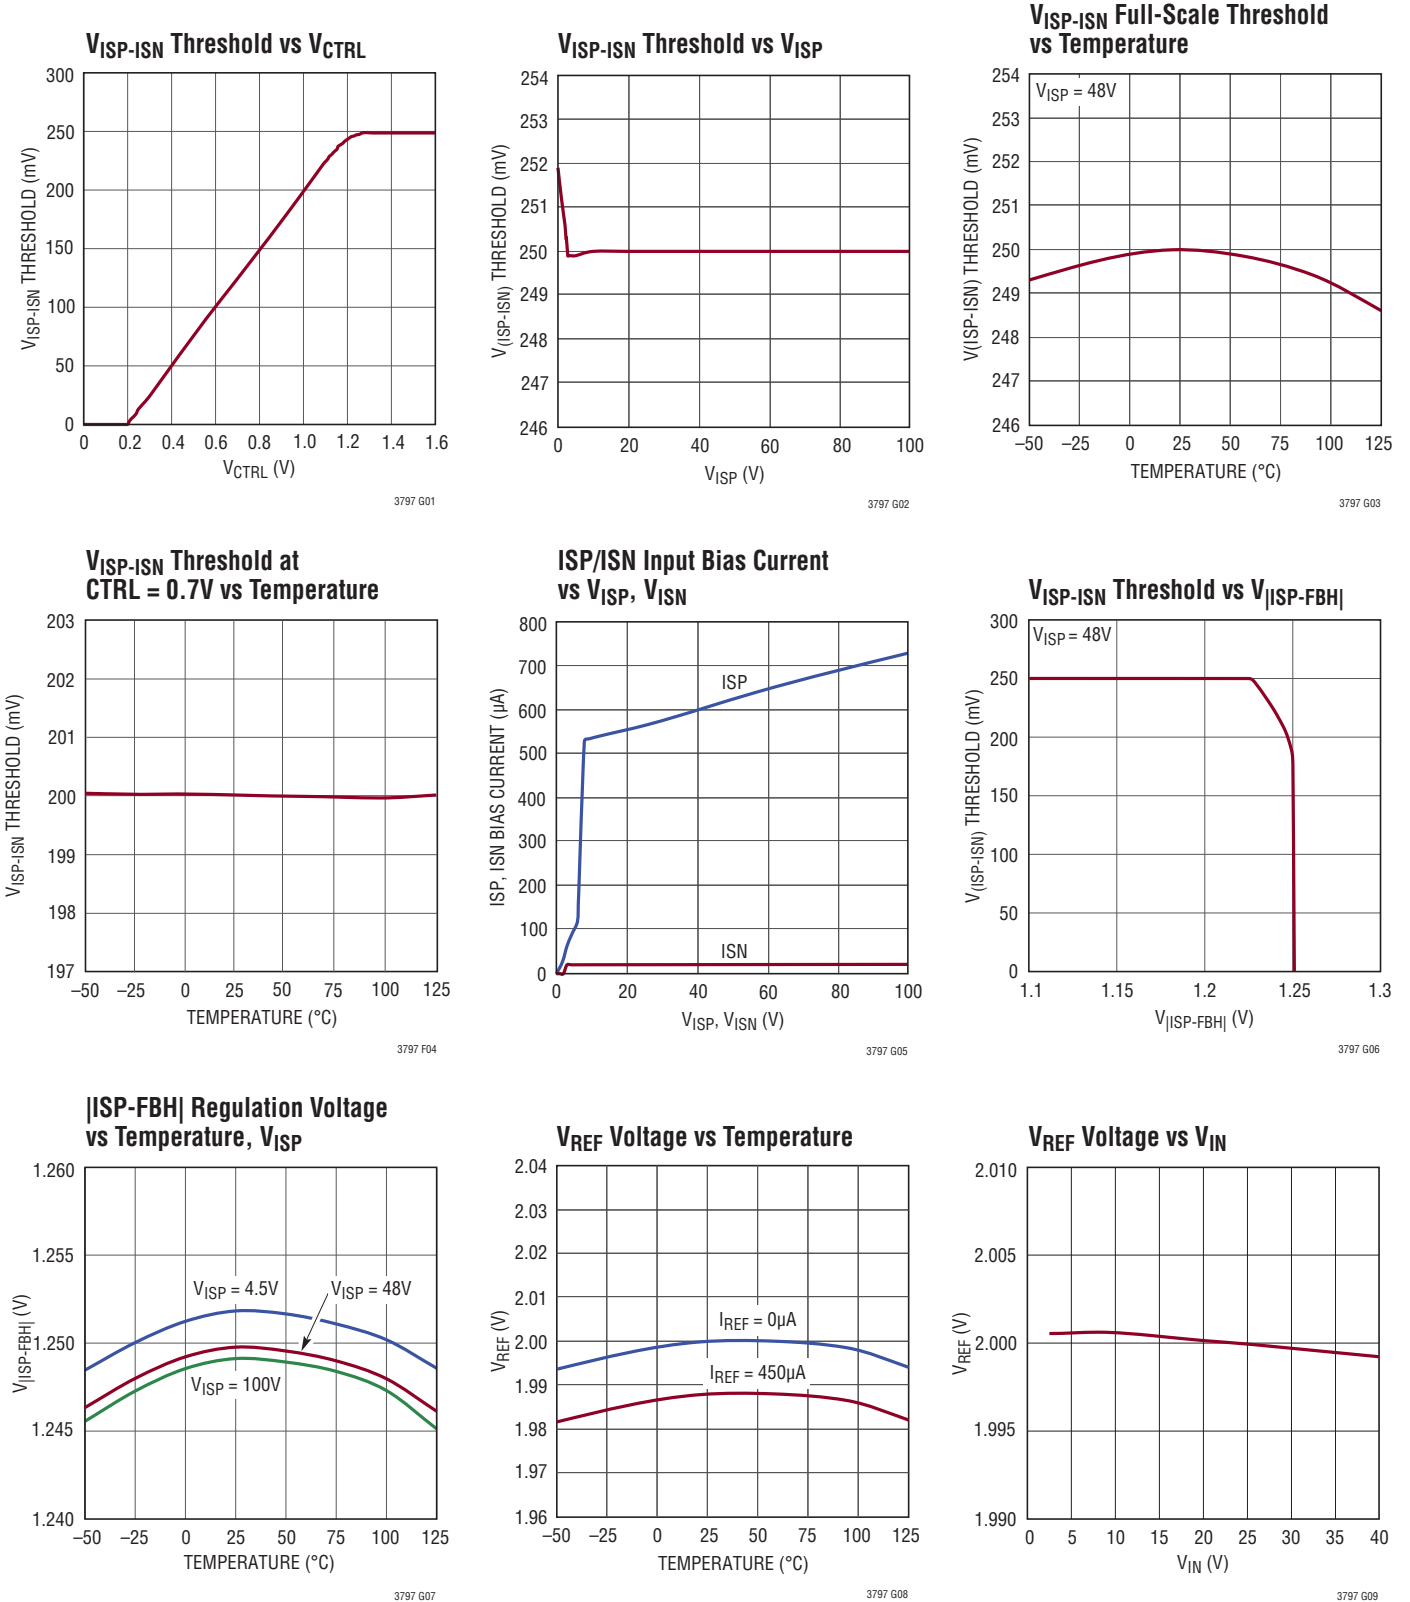 VISP-ISN Threshold vs VCTRL
300
250
200
150
100
50
0
0 0.2 0.4 0.6 0.8 1.0 1.2 1.4 1.6
VISP-ISN THRESHOLD (mV)
VCTRL (V)
3797 G01
VISP-ISN Threshold vs VISP
254
253
252
251
250
249
248
247
246
0 20 40 60 80 100
V(ISP-ISN) THRESHOLD (mV)
VISP (V)
3797 G02
VISP-ISN Full-Scale Threshold
vs Temperature
VISP = 48V
254
253
252
251
250
249
248
247
246
–50 –25 0 25 50 75 100 125
V(ISP-ISN) THRESHOLD (mV)
TEMPERATURE (°C)
3797 G03
VISP-ISN Threshold at
CTRL = 0.7V vs Temperature
203
202
201
200
199
198
197
–50 –25 0 25 50 75 100 125
VISP-ISN THRESHOLD (mV)
TEMPERATURE (°C)
3797 F04
ISP/ISN Input Bias Current
vs VISP, VISN
800
700
600
500
400
300
200
100
0
ISP
ISN
0 20 40 60 80 100
ISP, ISN BIAS CURRENT (µA)
VISP, VISN (V)
3797 G05
VISP-ISN Threshold vs V|ISP-FBH|
VISP = 48V
300
250
200
150
100
50
0
1.1 1.15 1.2 1.25 1.3
V(ISP-ISN) THRESHOLD (mV)
V|ISP-FBH| (V)
3797 G06
|ISP-FBH| Regulation Voltage
vs Temperature, VISP
1.260
1.255
1.250
1.245
1.240
VISP = 4.5V
VISP = 48V
VISP = 100V
–50 –25 0 25 50 75 100 125
V|ISP-FBH| (V)
TEMPERATURE (°C)
3797 G07
VREF Voltage vs Temperature
2.04
2.03
2.02
2.01
2.00
1.99
1.98
1.97
1.96
IREF = 0µA
IREF = 450µA
–50 –25 0 25 50 75 100 125
VREF (V)
TEMPERATURE (°C)
3797 G08
VREF Voltage vs VIN
2.010
2.005
2.000
1.995
1.990
0 5 10 15 20 25 30 35 40
VREF (V)
VIN (V)
3797 G09